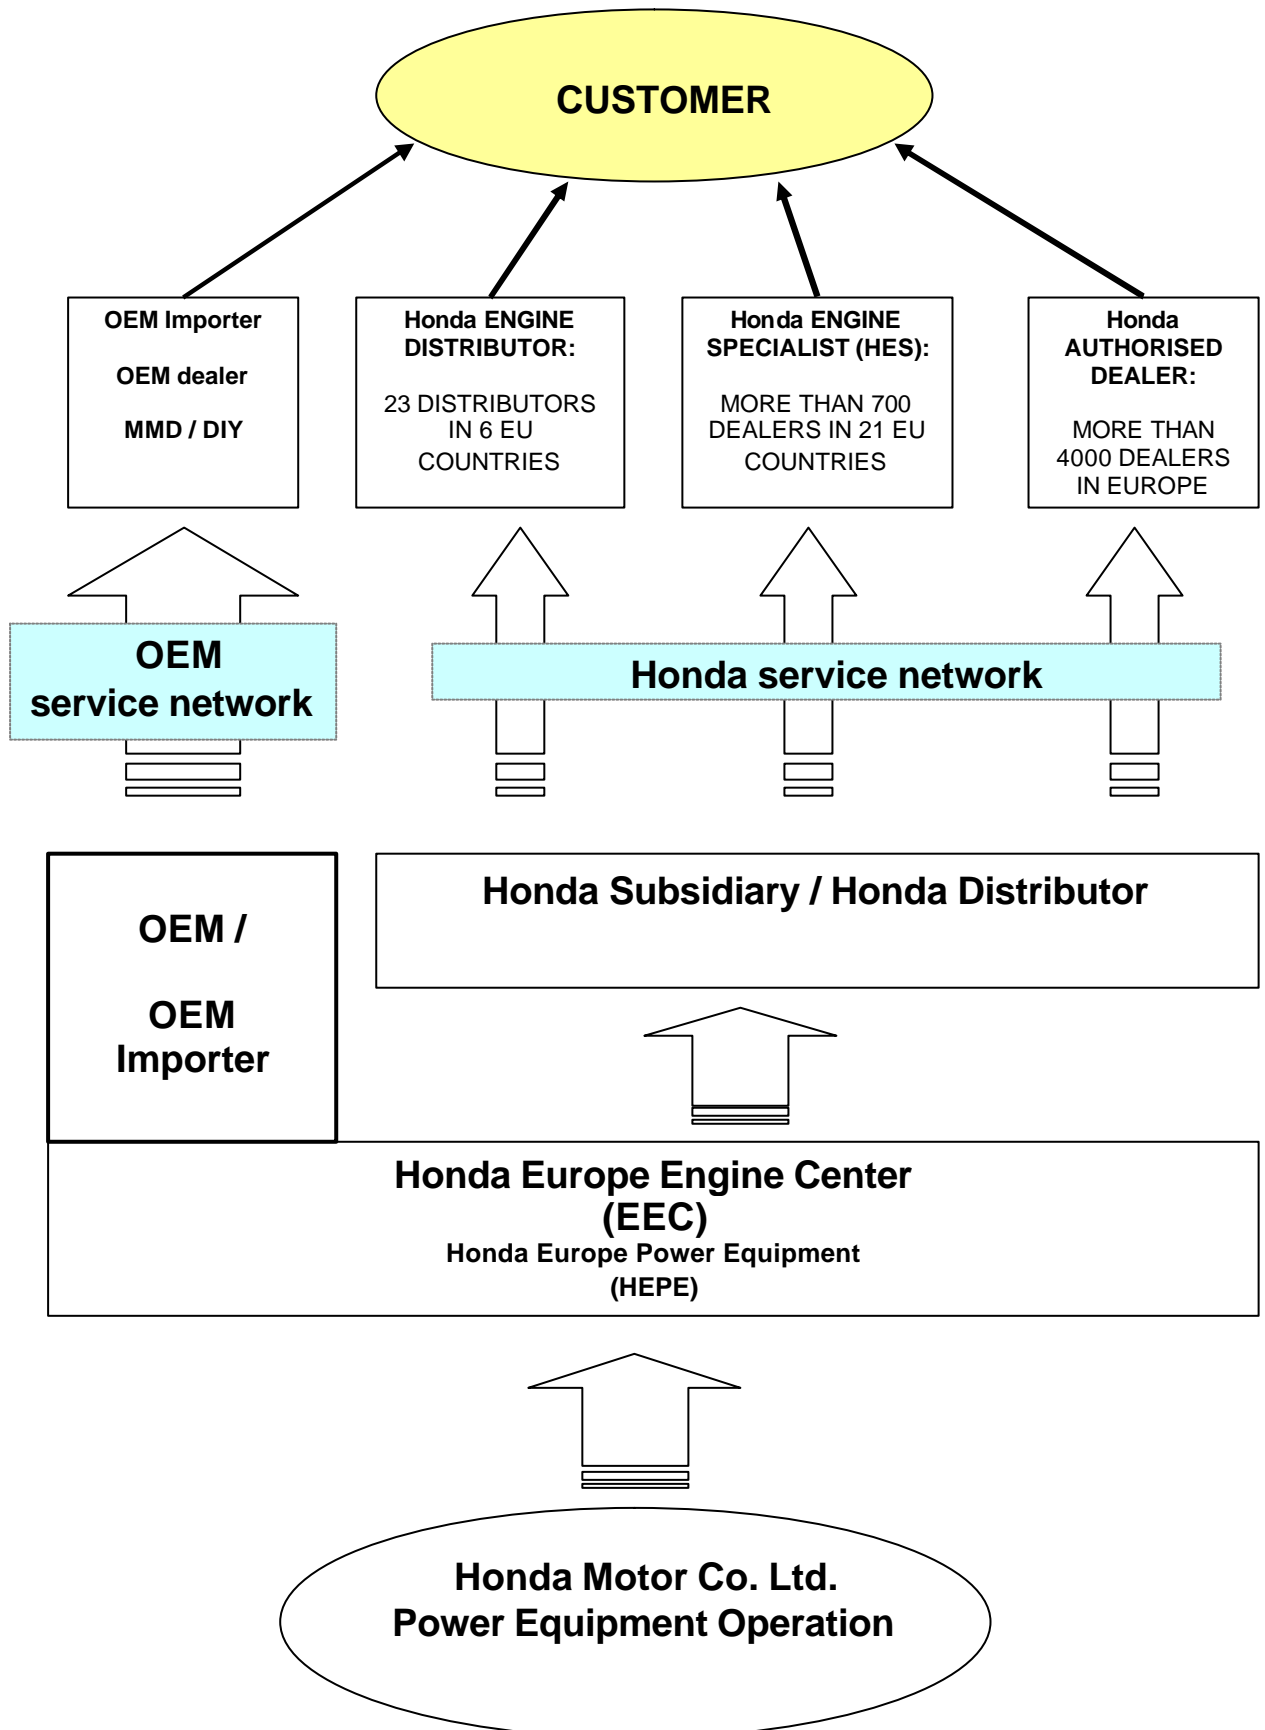 CUSTOMER
OEM Importer
OEM dealer
MMD / DIY
Honda ENGINE
DISTRIBUTOR:
23 DISTRIBUTORS
IN 6 EU
COUNTRIES
Honda ENGINE
SPECIALIST (HES):
MORE THAN 700
DEALERS IN 21 EU
COUNTRIES
Honda
AUTHORISED
DEALER:
MORE THAN
4000 DEALERS
IN EUROPE
OEM
service network
Honda service network
OEM /
OEM
Importer
Honda Subsidiary / Honda Distributor
Honda Europe Engine Center
(EEC)
Honda Europe Power Equipment
(HEPE)
Honda Motor Co. Ltd.
Power Equipment Operation